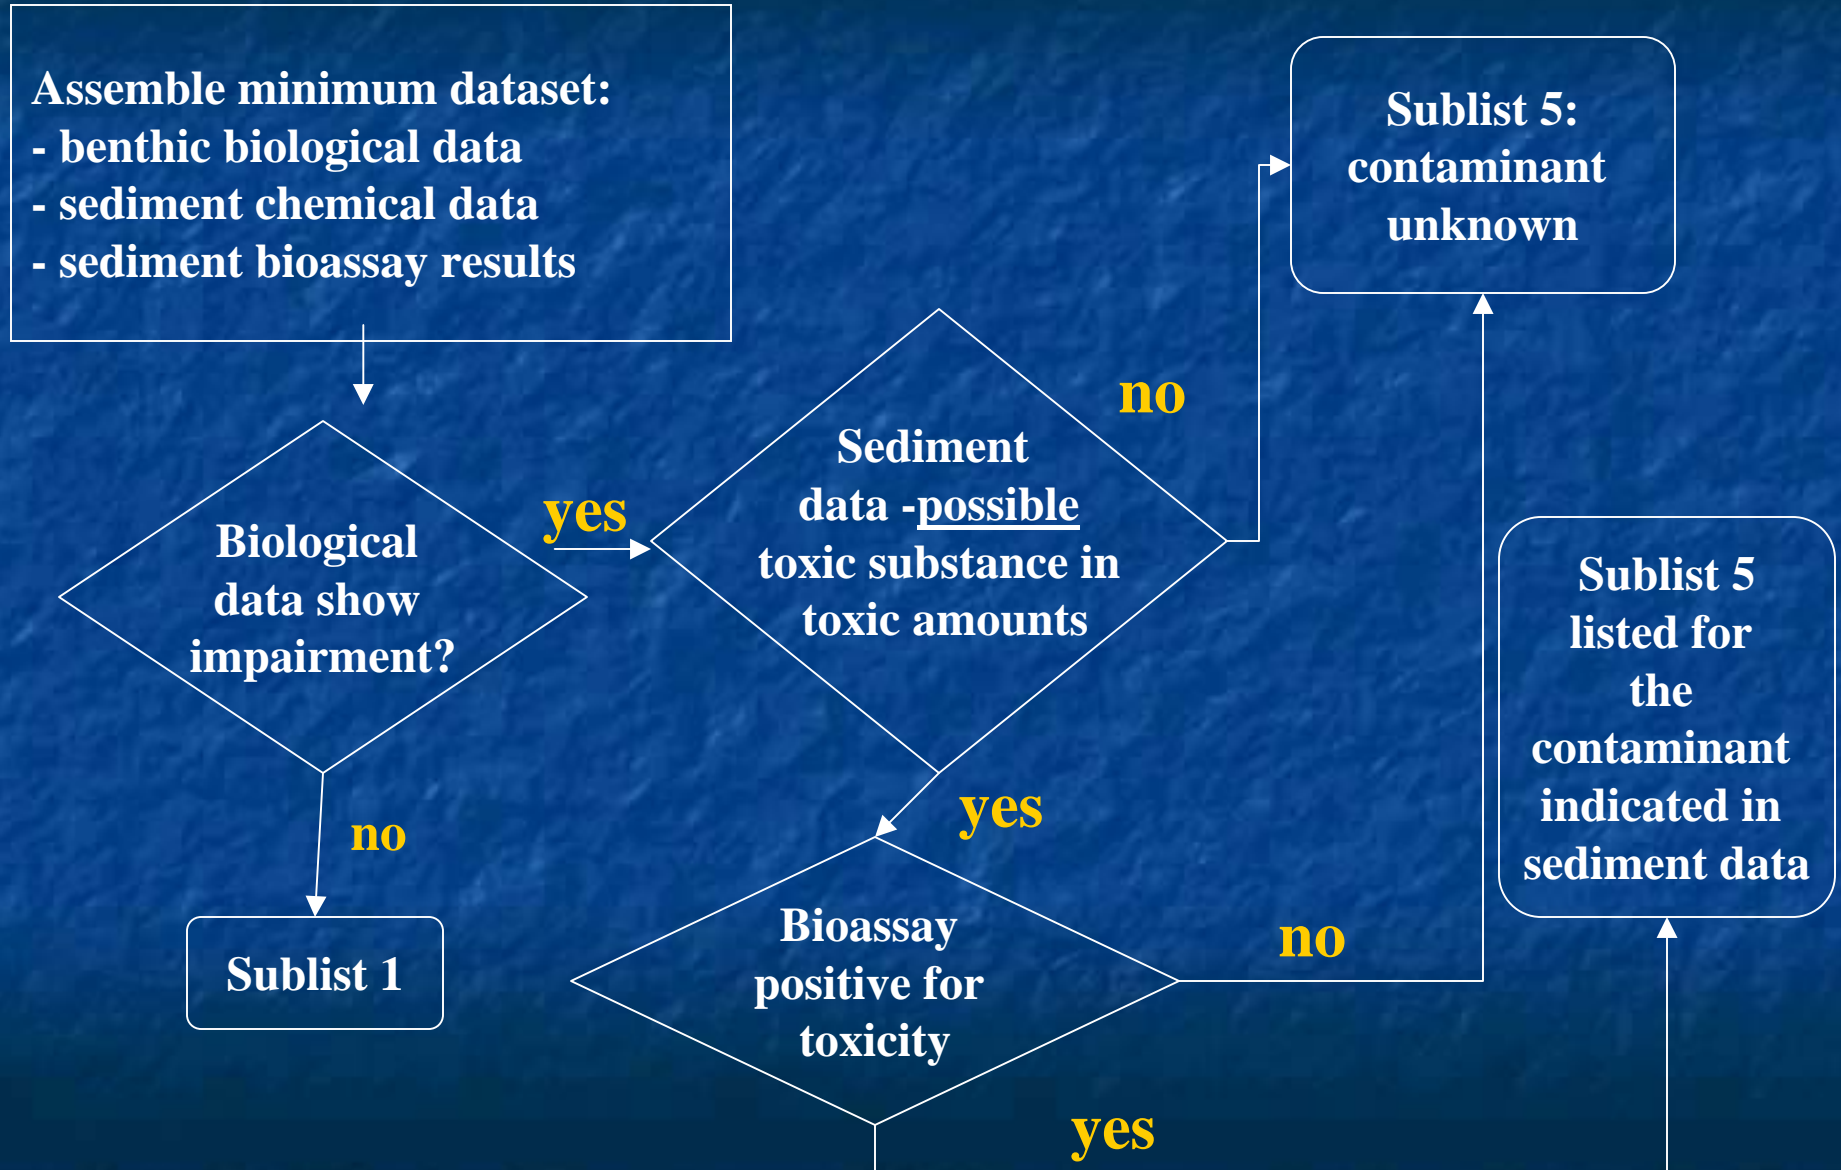 Assemble minimum dataset:
- benthic biological data
- sediment chemical data
- sediment bioassay results
Sublist 5:
contaminant
unknown
no
Sediment
data -possible
toxic substance in
toxic amounts
yes
Biological
data show
impairment?
Sublist 5
listed for
the
contaminant
indicated in
sediment data
yes
no
Sublist 1
Bioassay
positive for
toxicity
no
yes